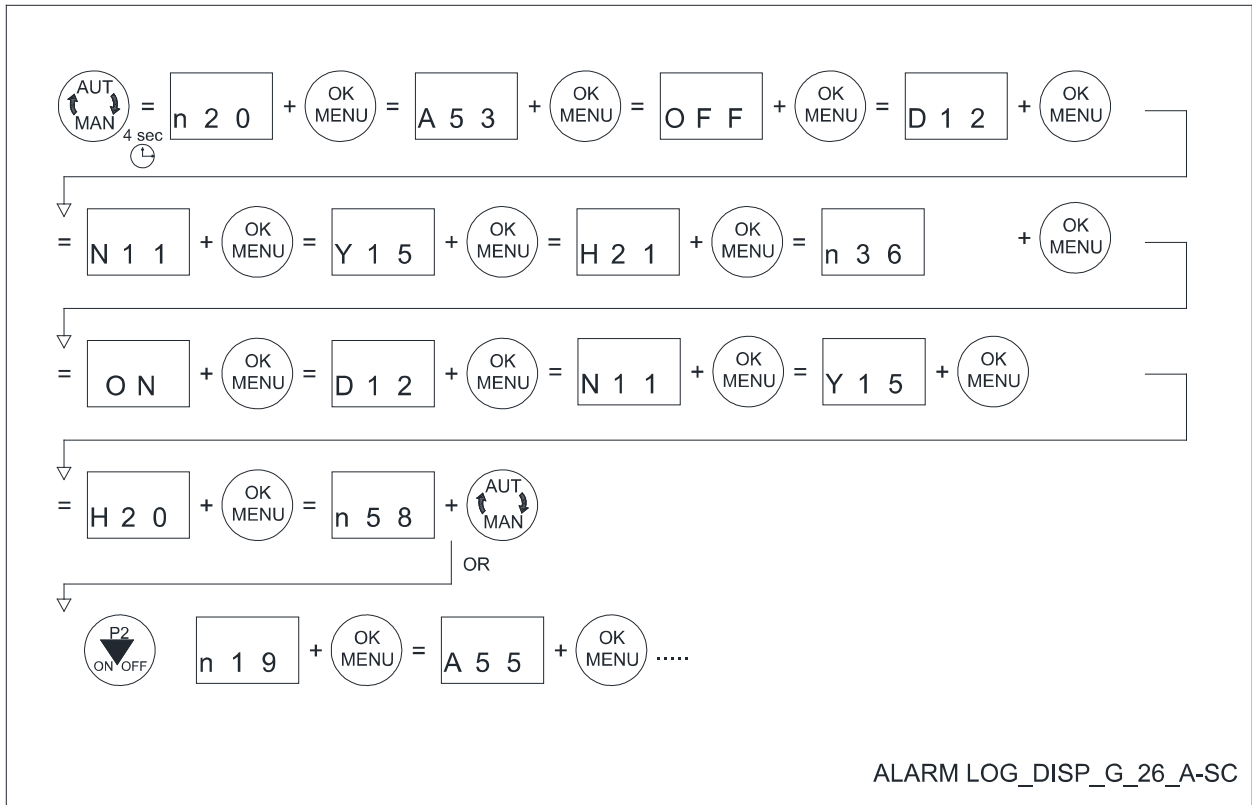 AUT MAN 4 sec = n 2 0 + OK MENU = A 5 3 + OK MENU = O F F + OK MENU = D 1 2 + OK MENU
= N 1 1 + OK MENU = Y 1 5 + OK MENU = H 2 1 + OK MENU = n 3 6 + OK MENU
= O N + OK MENU = D 1 2 + OK MENU = N 1 1 + OK MENU = Y 1 5 + OK MENU
= H 2 0 + OK MENU = n 5 8 + AUT MAN
OR
P2 ON OFF n 1 9 + OK MENU = A 5 5 + OK MENU .....
ALARM LOG_DISP_G_26_A-SC